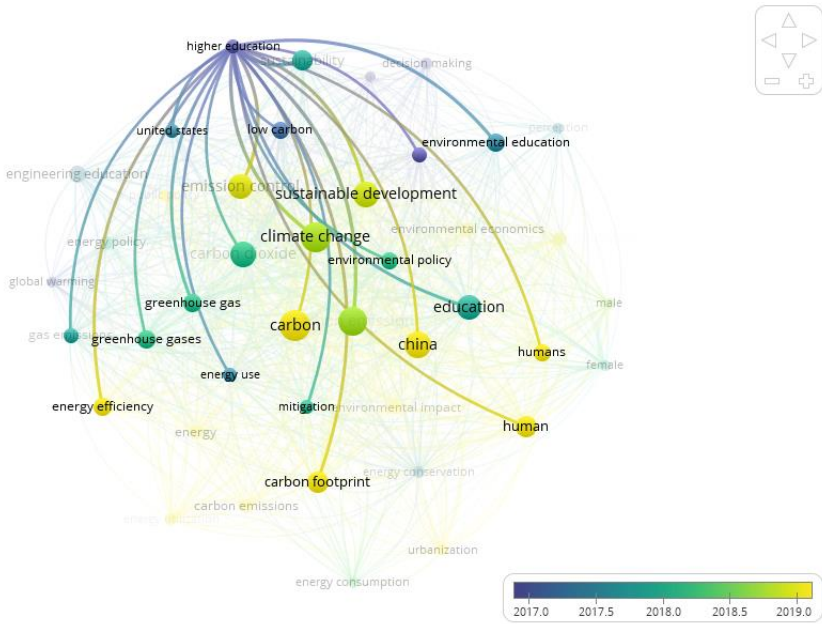 higher education
sustainability
decision making
united states
low carbon
perception
environmental education
engineering education
emission control
sustainable development
energy policy
carbon dioxide
climate change
environmental economics
environmental policy
global warming
greenhouse gas
education
male
gas emissions
greenhouse gases
carbon
china
humans
female
energy use
energy efficiency
mitigation
environmental impact
human
energy
energy conservation
carbon footprint
carbon emissions
urbanization
energy consumption
2017.0 2017.5 2018.0 2018.5 2019.0